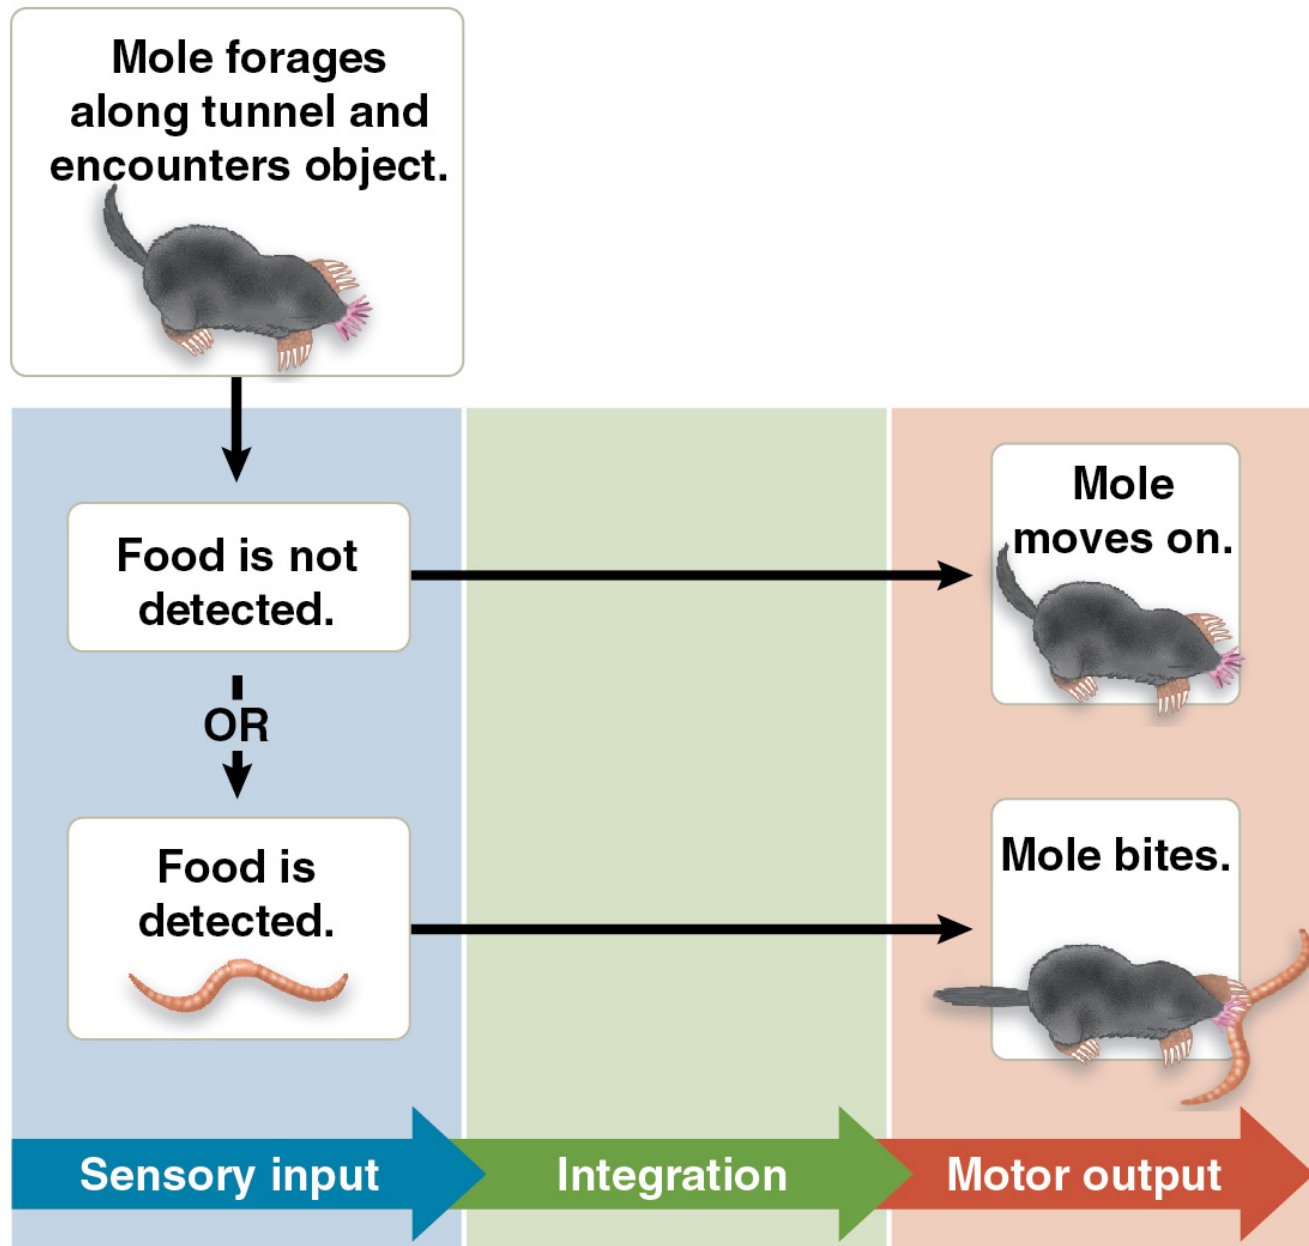 Mole forages
along tunnel and
encounters object.
Food is not
detected.
Mole
moves on.
OR
Food is
detected.
Mole bites.
Sensory input
Integration
Motor output